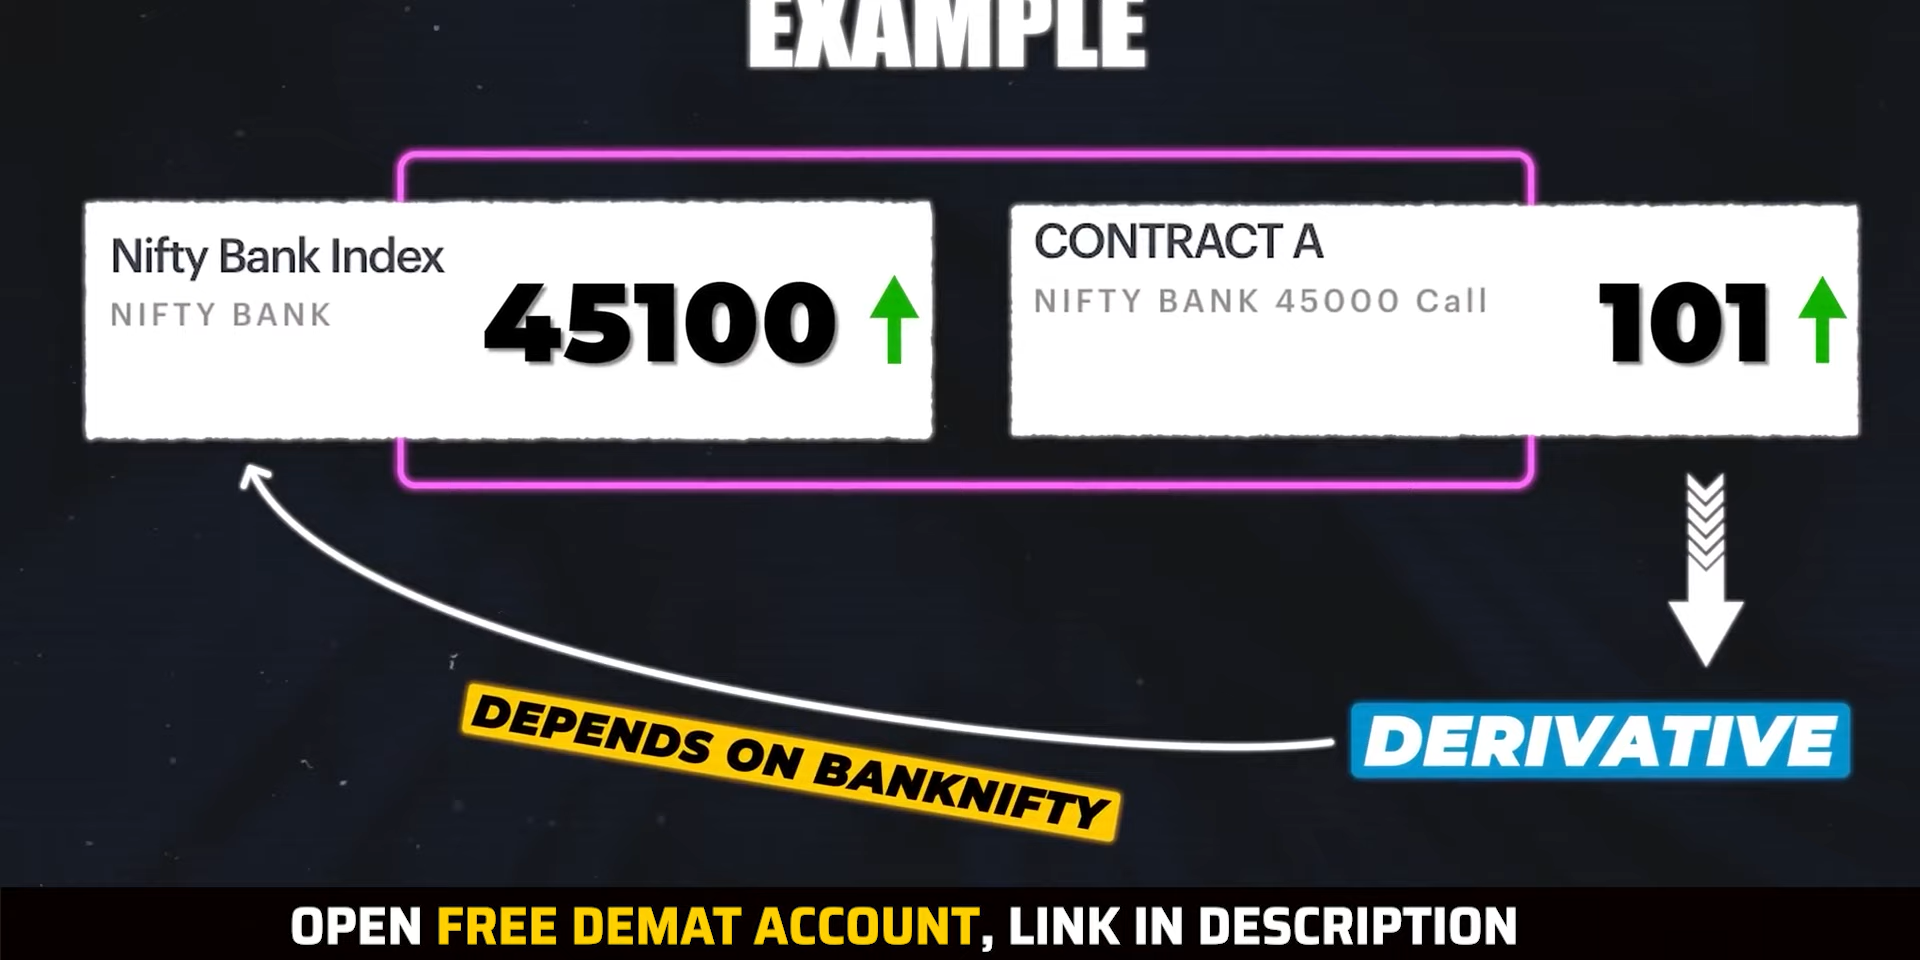 EXAMPLE
Nifty Bank Index
NIFTY BANK
45100
CONTRACT A
NIFTY BANK 45000 Call
101
DERIVATIVE
DEPENDS ON BANKNIFTY
OPEN FREE DEMAT ACCOUNT, LINK IN DESCRIPTION